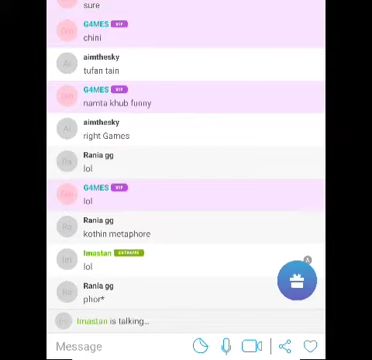 sure
G4MES VIP
chini
aimthesky
tufan tain
G4MES VIP
namta khub funny
aimthesky
right Games
Rania gg
lol
G4MES VIP
lol
Rania gg
kothin metaphore
Imastan EXTREME
lol
Rania gg
phor*
Imastan is talking...
Message